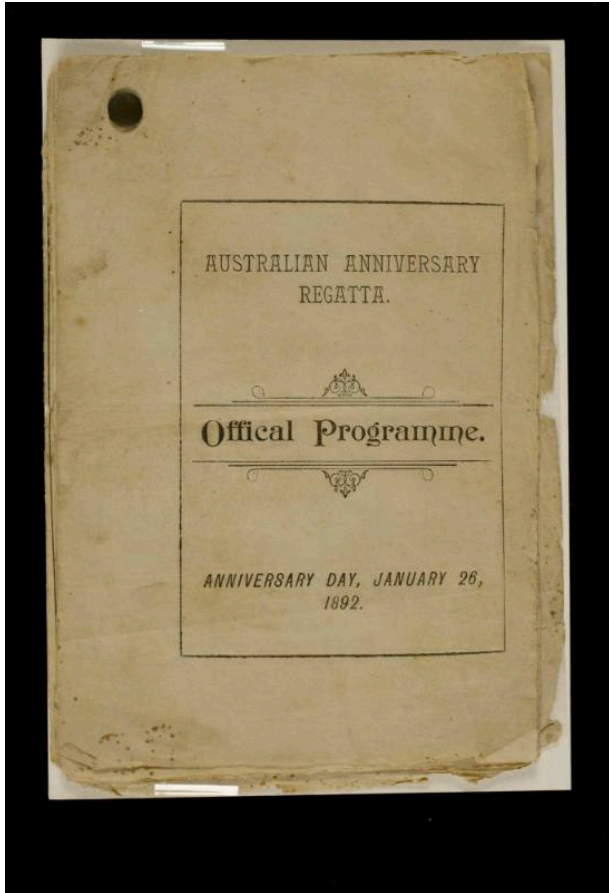 AUSTRALIAN ANNIVERSARY
REGATTA.
Offical Programme.
ANNIVERSARY DAY, JANUARY 26,
1892.